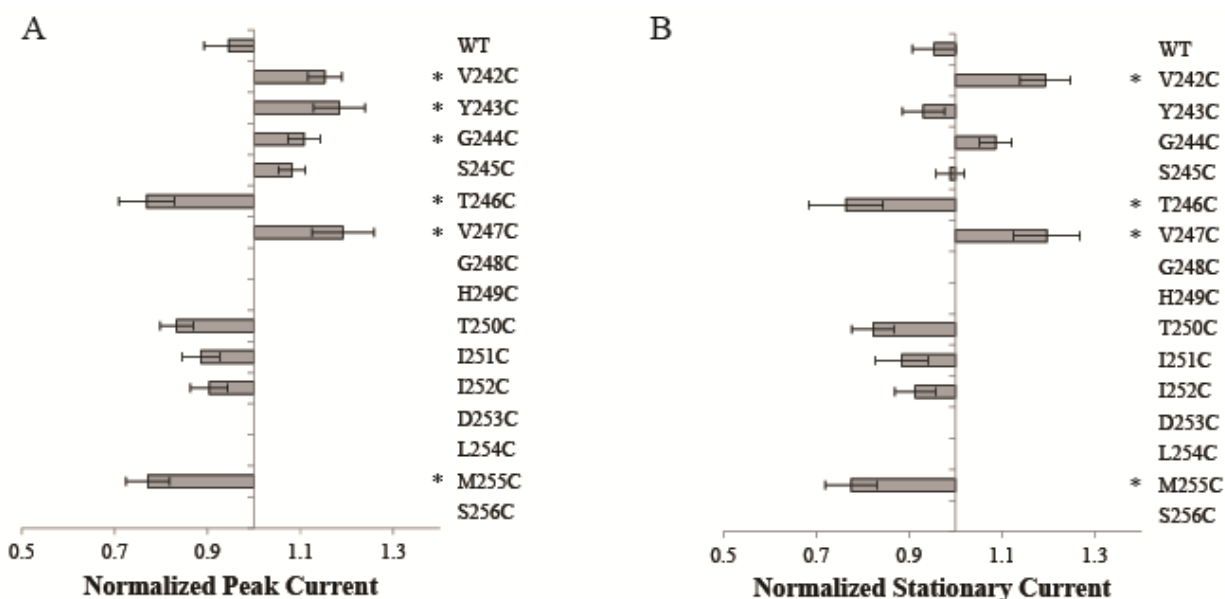 A
WT
* V242C
* Y243C
* G244C
S245C
* T246C
* V247C
G248C
H249C
T250C
I251C
I252C
D253C
L254C
* M255C
S256C
0.5 0.7 0.9 1.1 1.3
Normalized Peak Current
B
WT
* V242C
Y243C
G244C
S245C
* T246C
* V247C
G248C
H249C
T250C
I251C
I252C
D253C
L254C
* M255C
S256C
0.5 0.7 0.9 1.1 1.3
Normalized Stationary Current